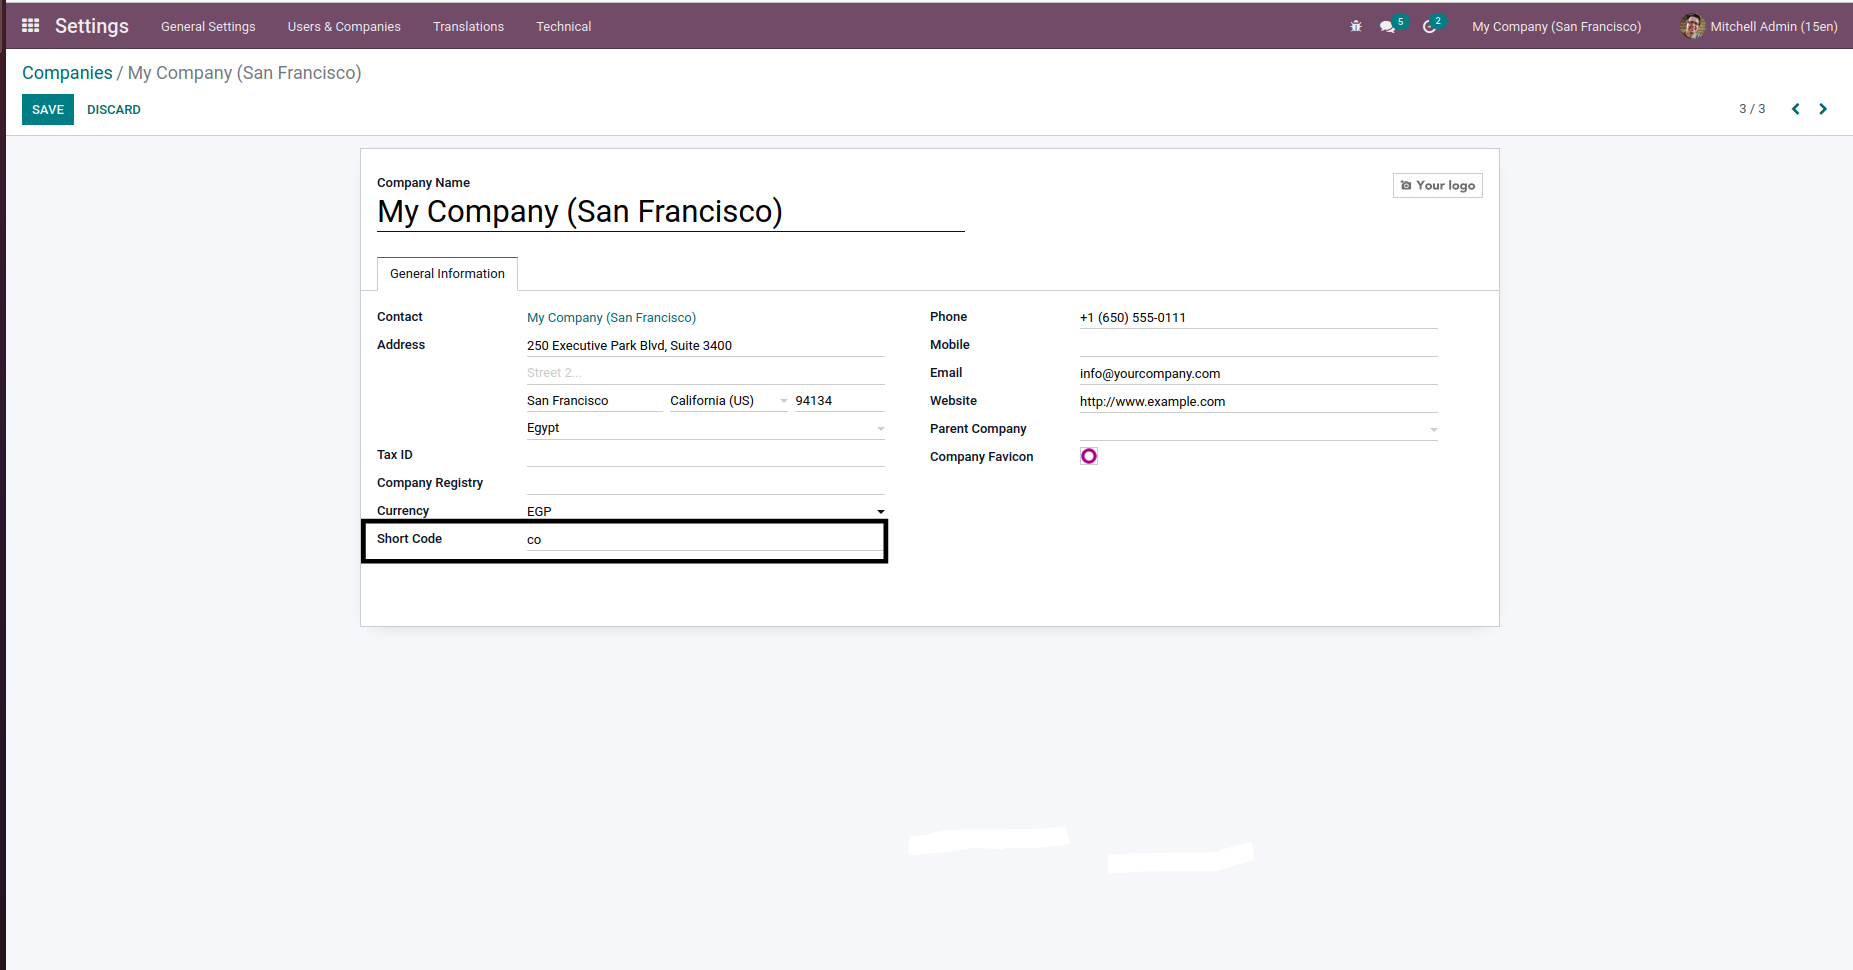 Settings General Settings Users & Companies Translations Technical 5 2 My Company (San Francisco) Mitchell Admin (15en)
Companies / My Company (San Francisco)
SAVE DISCARD 3 / 3
Company Name
Your logo
My Company (San Francisco)
General Information
Contact My Company (San Francisco) Phone +1 (650) 555-0111
Address 250 Executive Park Blvd, Suite 3400 Mobile
Street 2... Email info@yourcompany.com
San Francisco California (US) 94134 Website http://www.example.com
Egypt Parent Company
Tax ID Company Favicon
Company Registry
Currency EGP
Short Code co